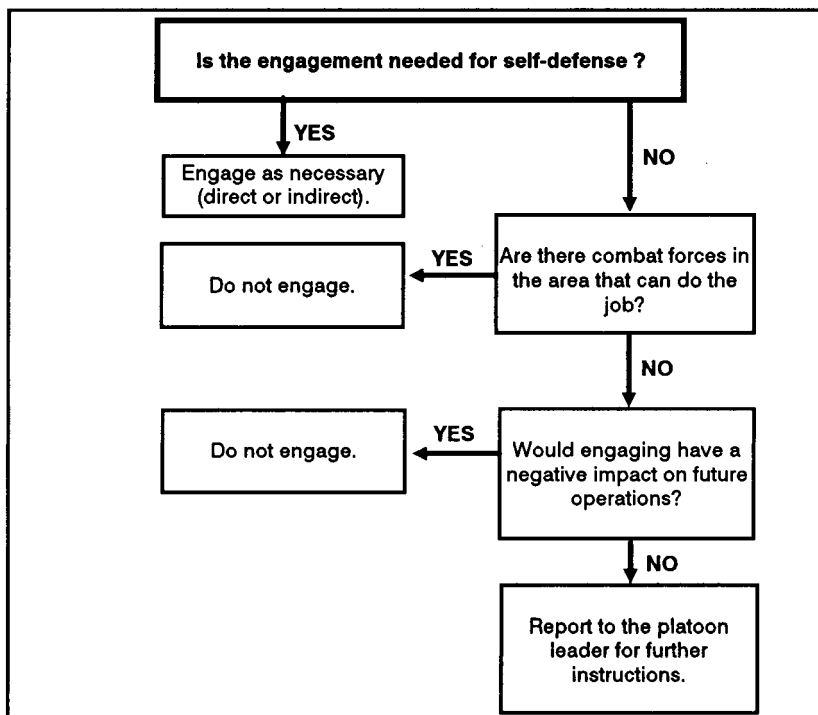 Is the engagement needed for self-defense ?
YES
NO
Engage as necessary
(direct or indirect).
Are there combat forces in
the area that can do the
job?
YES
Do not engage.
NO
Would engaging have a
negative impact on future
operations?
YES
Do not engage.
NO
Report to the platoon
leader for further
instructions.